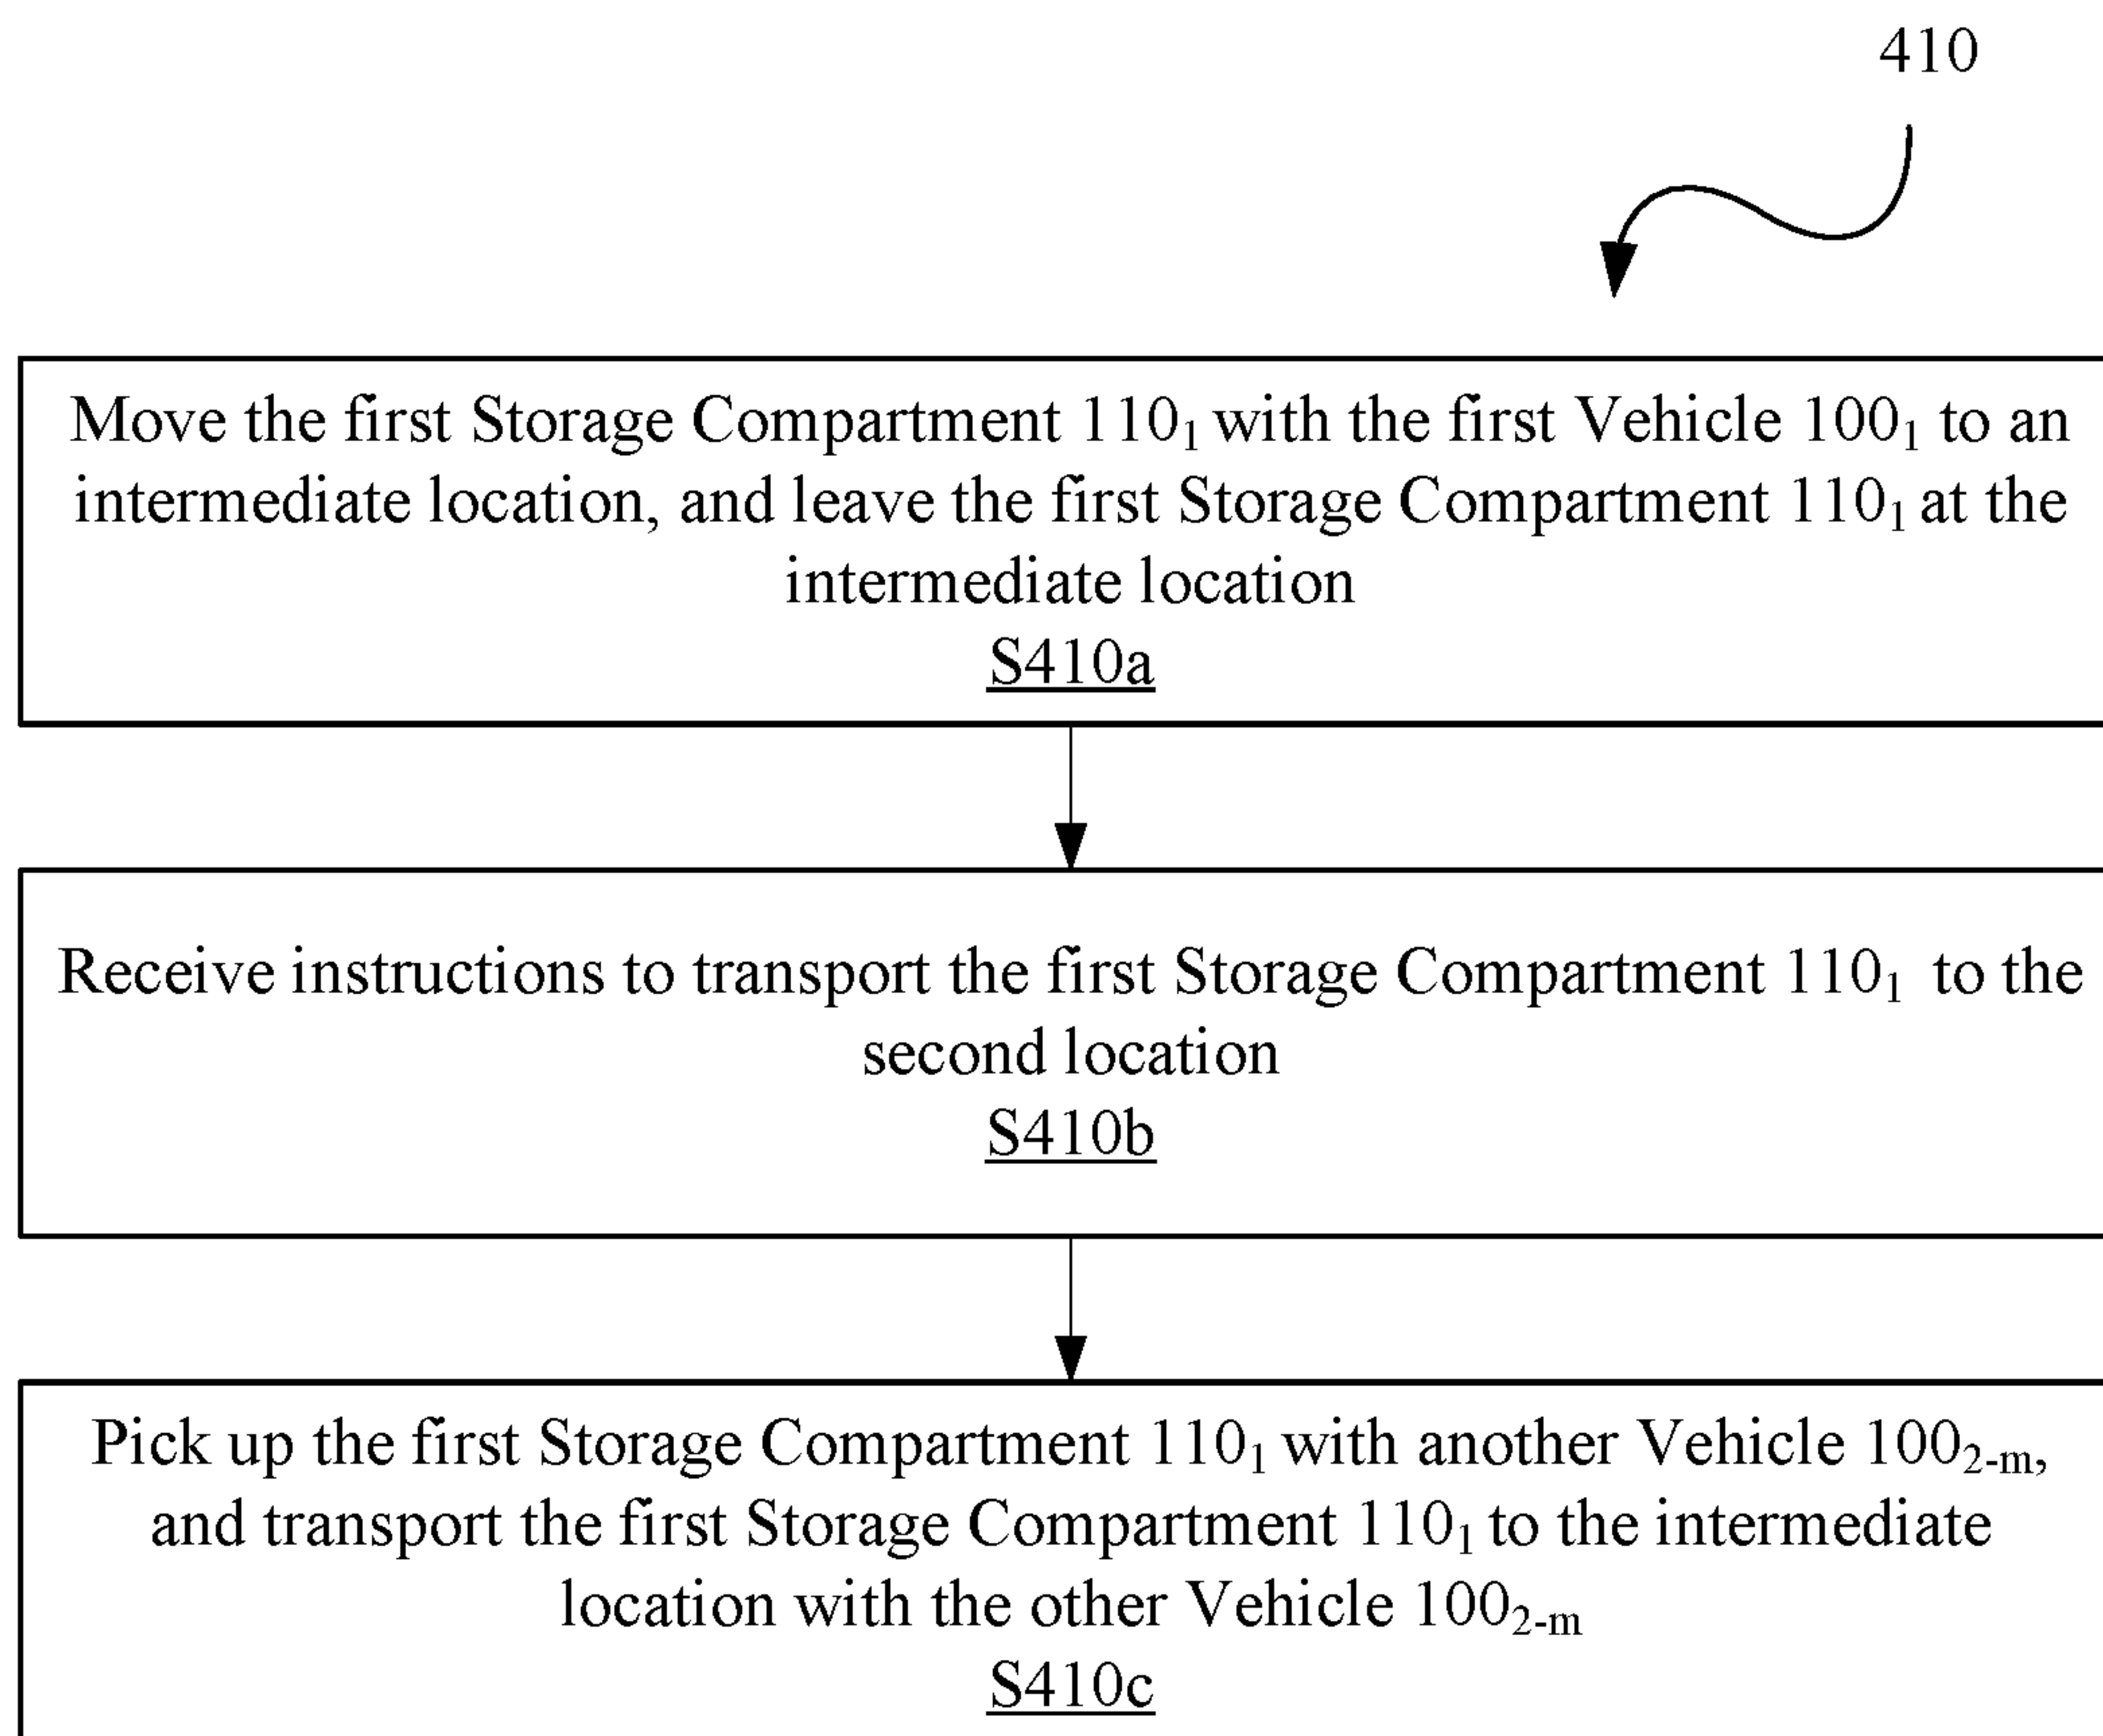 410
Move the first Storage Compartment 110₁ with the first Vehicle 100₁ to an
intermediate location, and leave the first Storage Compartment 110₁ at the
intermediate location
S410a
Receive instructions to transport the first Storage Compartment 110₁ to the
second location
S410b
Pick up the first Storage Compartment 110₁ with another Vehicle 100₂₋ₘ,
and transport the first Storage Compartment 110₁ to the intermediate
location with the other Vehicle 100₂₋ₘ
S410c